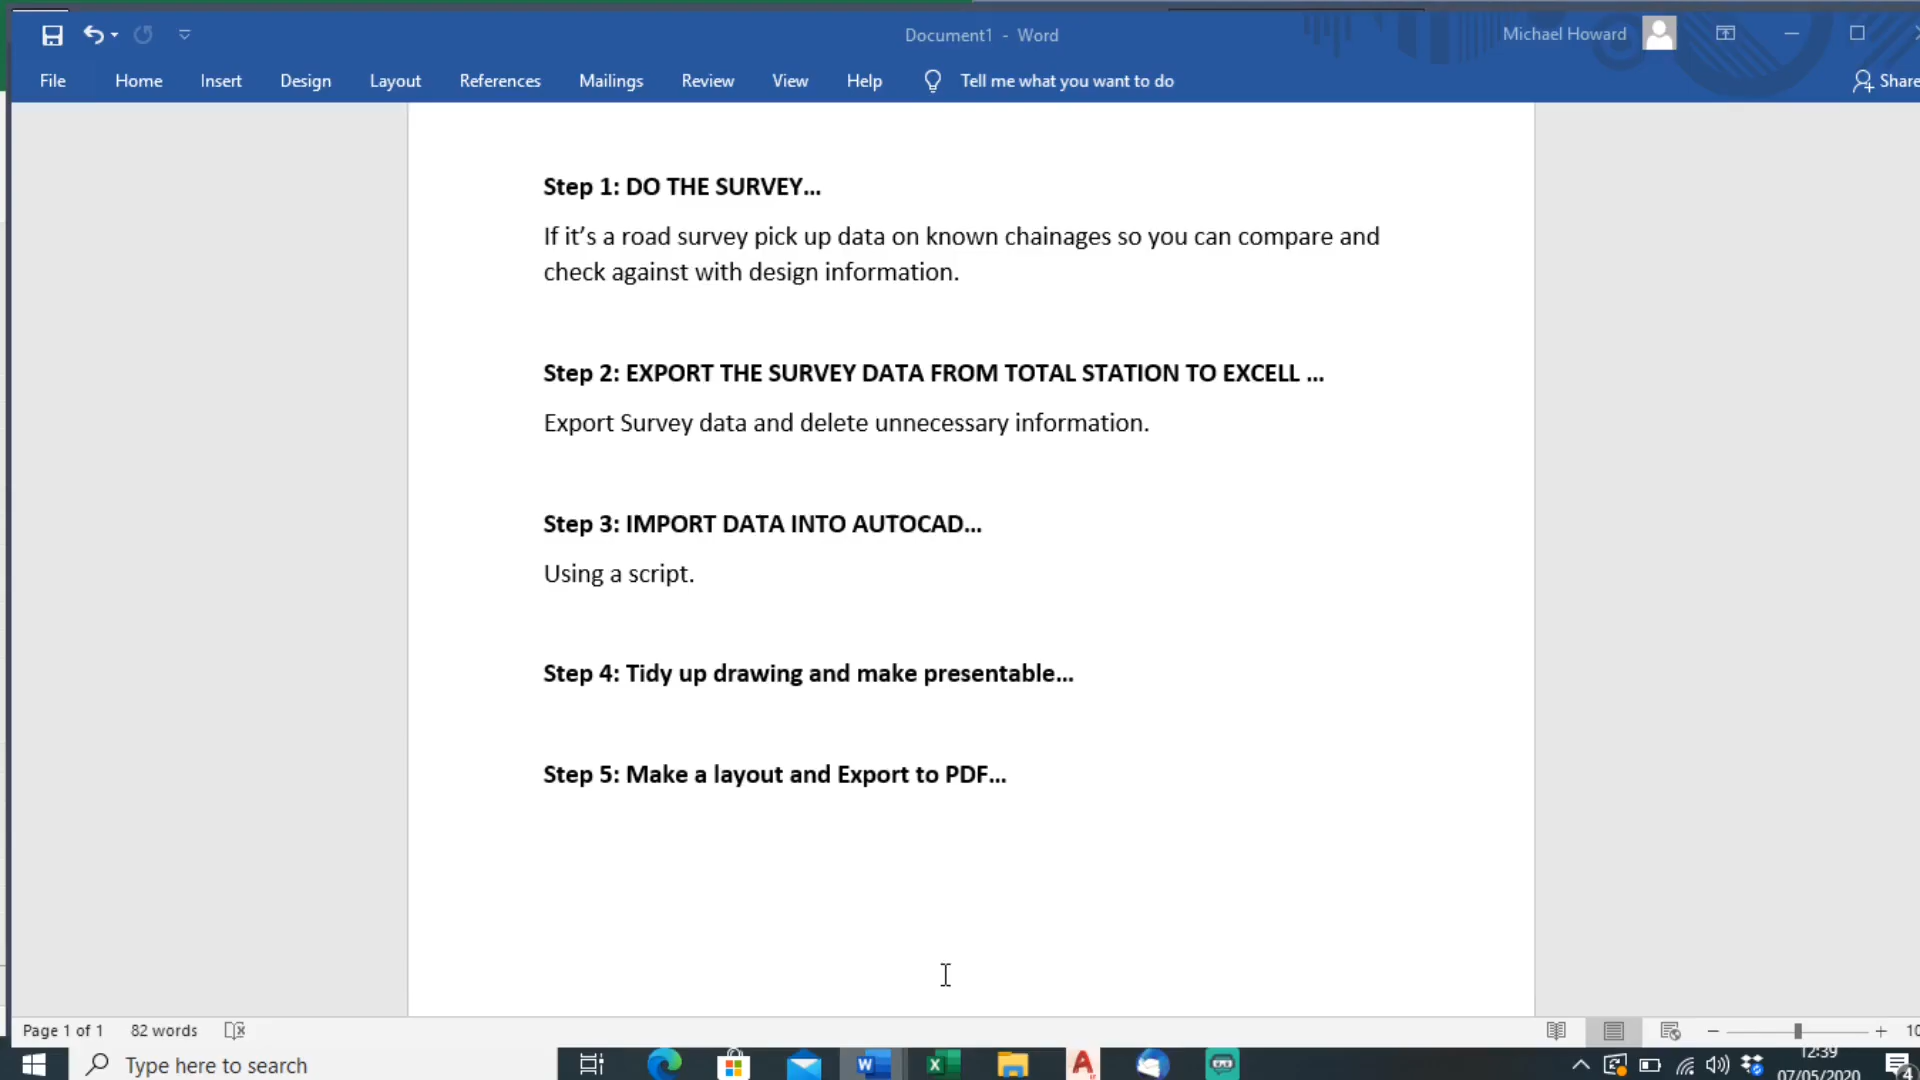 Document1 - Word
Michael Howard
File Home Insert Design Layout References Mailings Review View Help Tell me what you want to do Share
Step 1: DO THE SURVEY...
If it’s a road survey pick up data on known chainages so you can compare and
check against with design information.
Step 2: EXPORT THE SURVEY DATA FROM TOTAL STATION TO EXCELL ...
Export Survey data and delete unnecessary information.
Step 3: IMPORT DATA INTO AUTOCAD...
Using a script.
Step 4: Tidy up drawing and make presentable...
Step 5: Make a layout and Export to PDF...
Page 1 of 1 82 words
Type here to search
12:39
07/05/2020
4